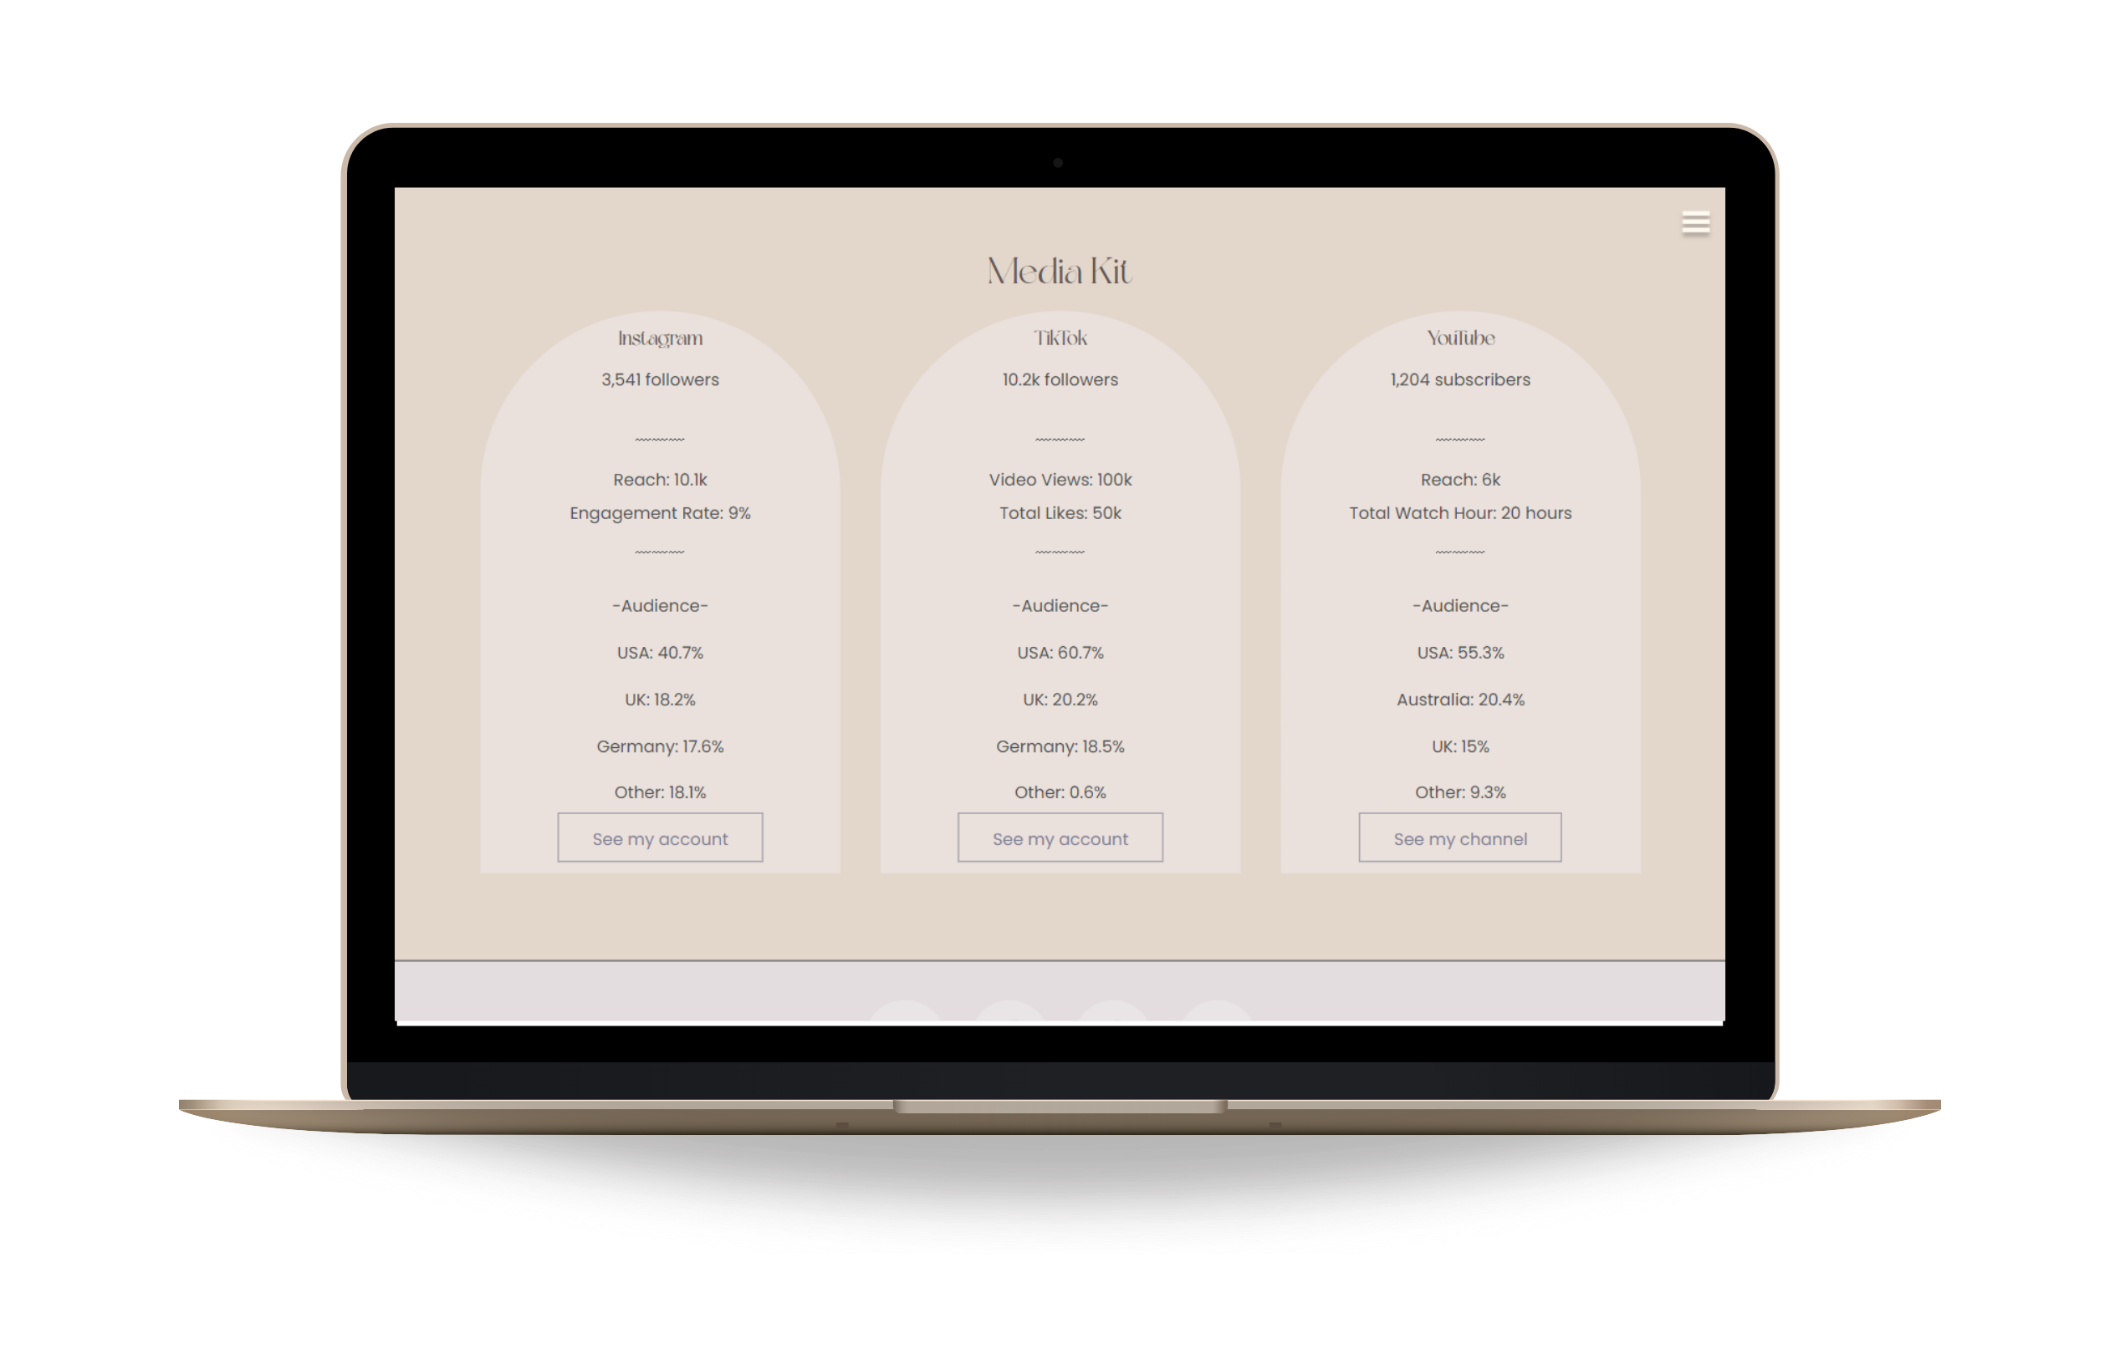 Media Kit
Instagram
3,541 followers
~~~~~~
Reach: 10.1k
Engagement Rate: 9%
~~~~~~
-Audience-
USA: 40.7%
UK: 18.2%
Germany: 17.6%
Other: 18.1%
See my account
TikTok
10.2k followers
~~~~~~
Video Views: 100k
Total Likes: 50k
~~~~~~
-Audience-
USA: 60.7%
UK: 20.2%
Germany: 18.5%
Other: 0.6%
See my account
YouTube
1,204 subscribers
~~~~~~
Reach: 6k
Total Watch Hour: 20 hours
~~~~~~
-Audience-
USA: 55.3%
Australia: 20.4%
UK: 15%
Other: 9.3%
See my channel